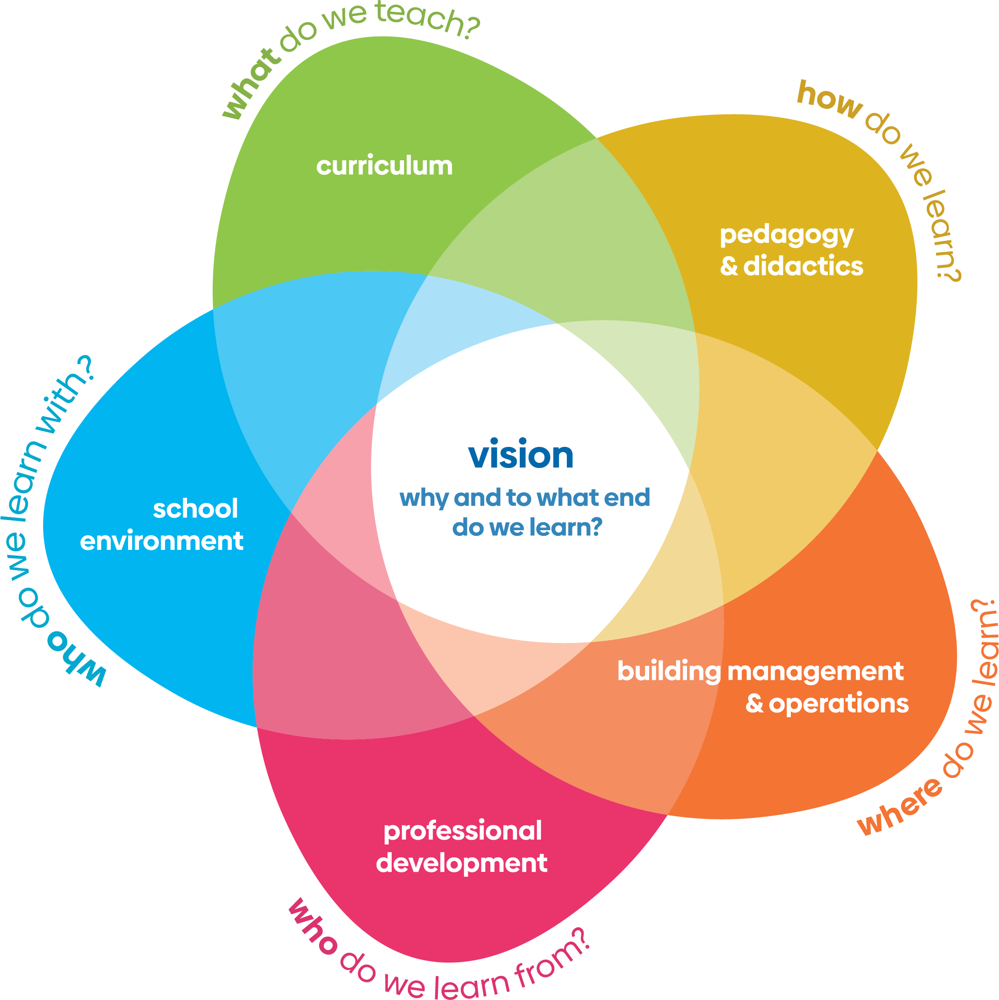 what do we teach?
how do we learn?
curriculum
pedagogy
& didactics
who do we learn with?
vision
why and to what end
do we learn?
school
environment
building management
& operations
where do we learn?
professional
development
who do we learn from?